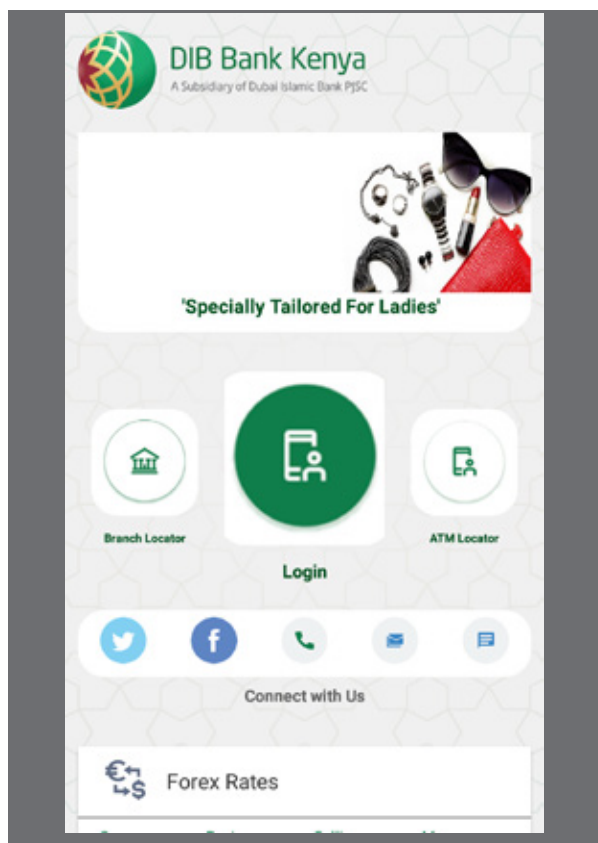 DIB Bank Kenya
A Subsidiary of Dubai Islamic Bank PJSC
'Specially Tailored For Ladies'
Branch Locator
Login
ATM Locator
Connect with Us
Forex Rates